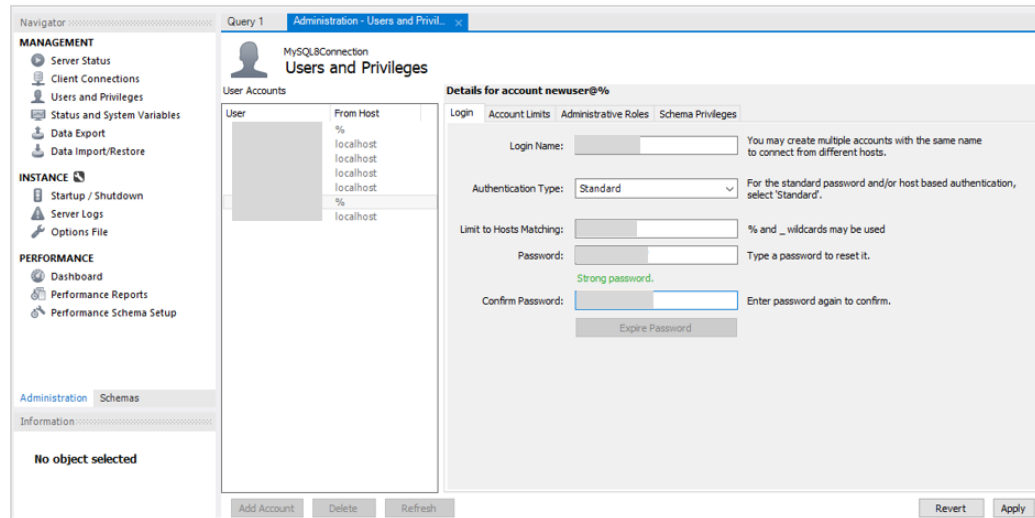 Navigator
MANAGEMENT
Server Status
Client Connections
Users and Privileges
Status and System Variables
Data Export
Data Import/Restore
INSTANCE
Startup / Shutdown
Server Logs
Options File
PERFORMANCE
Dashboard
Performance Reports
Performance Schema Setup
Administration Schemas
Information
No object selected
Query 1 Administration - Users and Privil...
MySQL8Connection
Users and Privileges
User Accounts
User From Host
%
localhost
localhost
localhost
localhost
%
localhost
Add Account Delete Refresh
Details for account newuser@%
Login Account Limits Administrative Roles Schema Privileges
Login Name: You may create multiple accounts with the same name
to connect from different hosts.
Authentication Type: Standard For the standard password and/or host based authentication,
select 'Standard'.
Limit to Hosts Matching: % and _ wildcards may be used
Password: Type a password to reset it.
Strong password.
Confirm Password: Enter password again to confirm.
Expire Password
Revert Apply